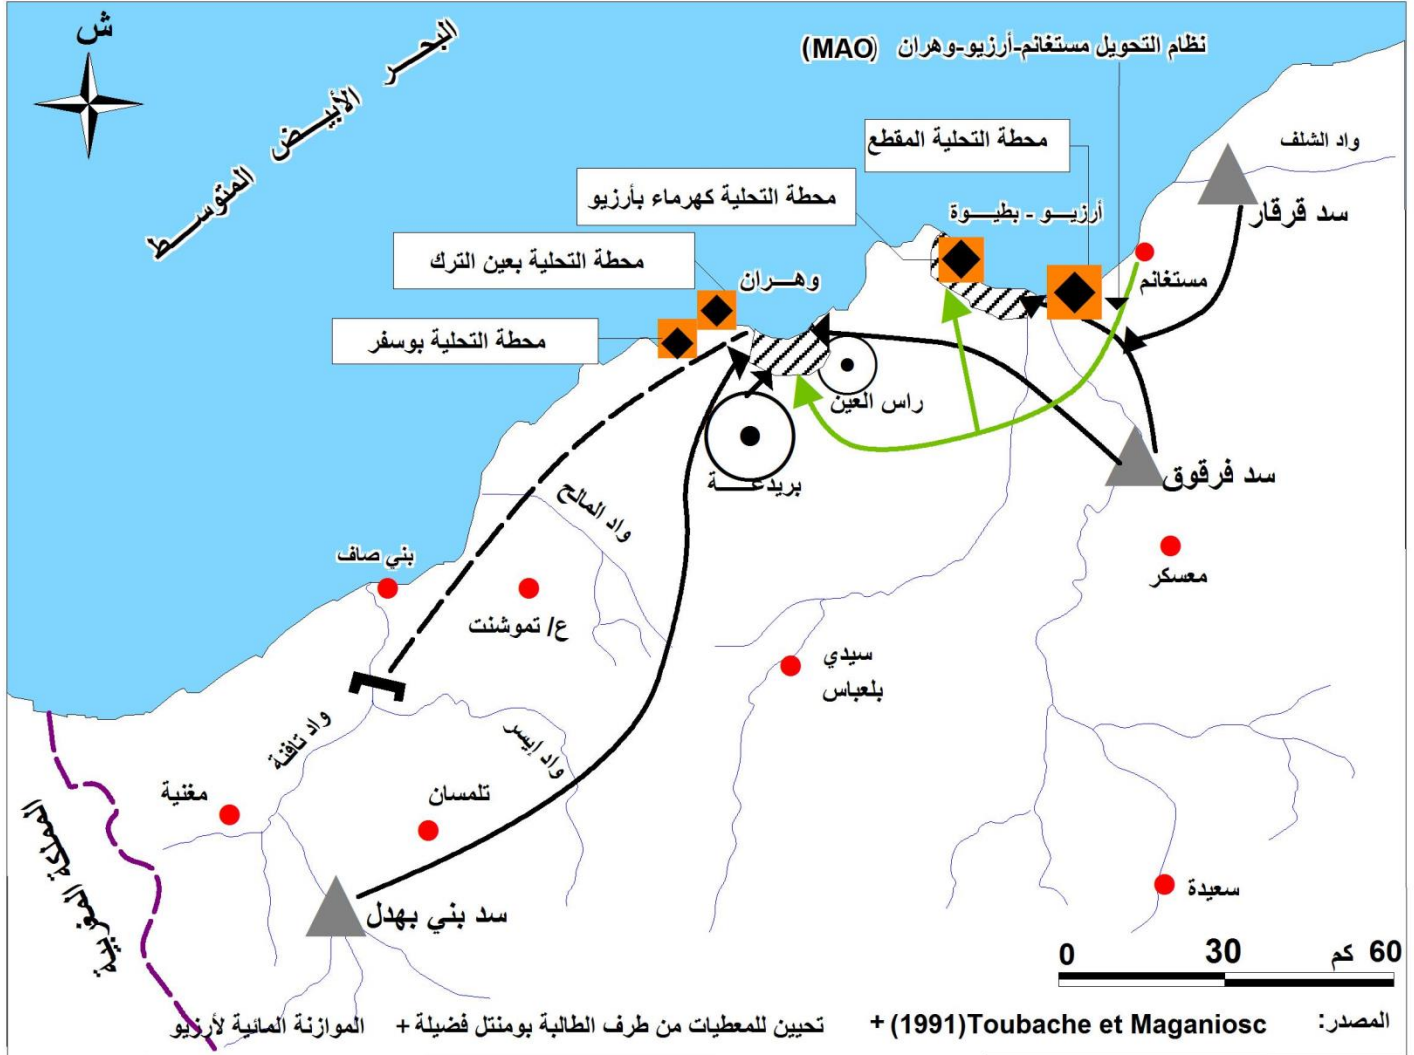 ش
البحر الأبيض المتوسط
نظام التحويل مستغانم-أرزيو-وهران (MAO)
محطة التحلية المقطع
واد الشلف
محطة التحلية كهرماء بأرزيو
أرزيو - بطيوة
سد قرقار
محطة التحلية بعين الترك
وهران
مستغانم
محطة التحلية بوسفر
راس العين
بريدعة
سد فرقوق
واد المالح
بني صاف
معسكر
ع/ تموشنت
سيدي
بلعباس
واد تافنة
واد إيسر
مغنية
تلمسان
المملكة المغربية
سد بني بهدل
سعيدة
0 30 كم 60
المصدر: Toubache et Maganiosc(1991) + تحيين للمعطيات من طرف الطالبة بومنتل فضيلة + الموازنة المائية لأرزيو